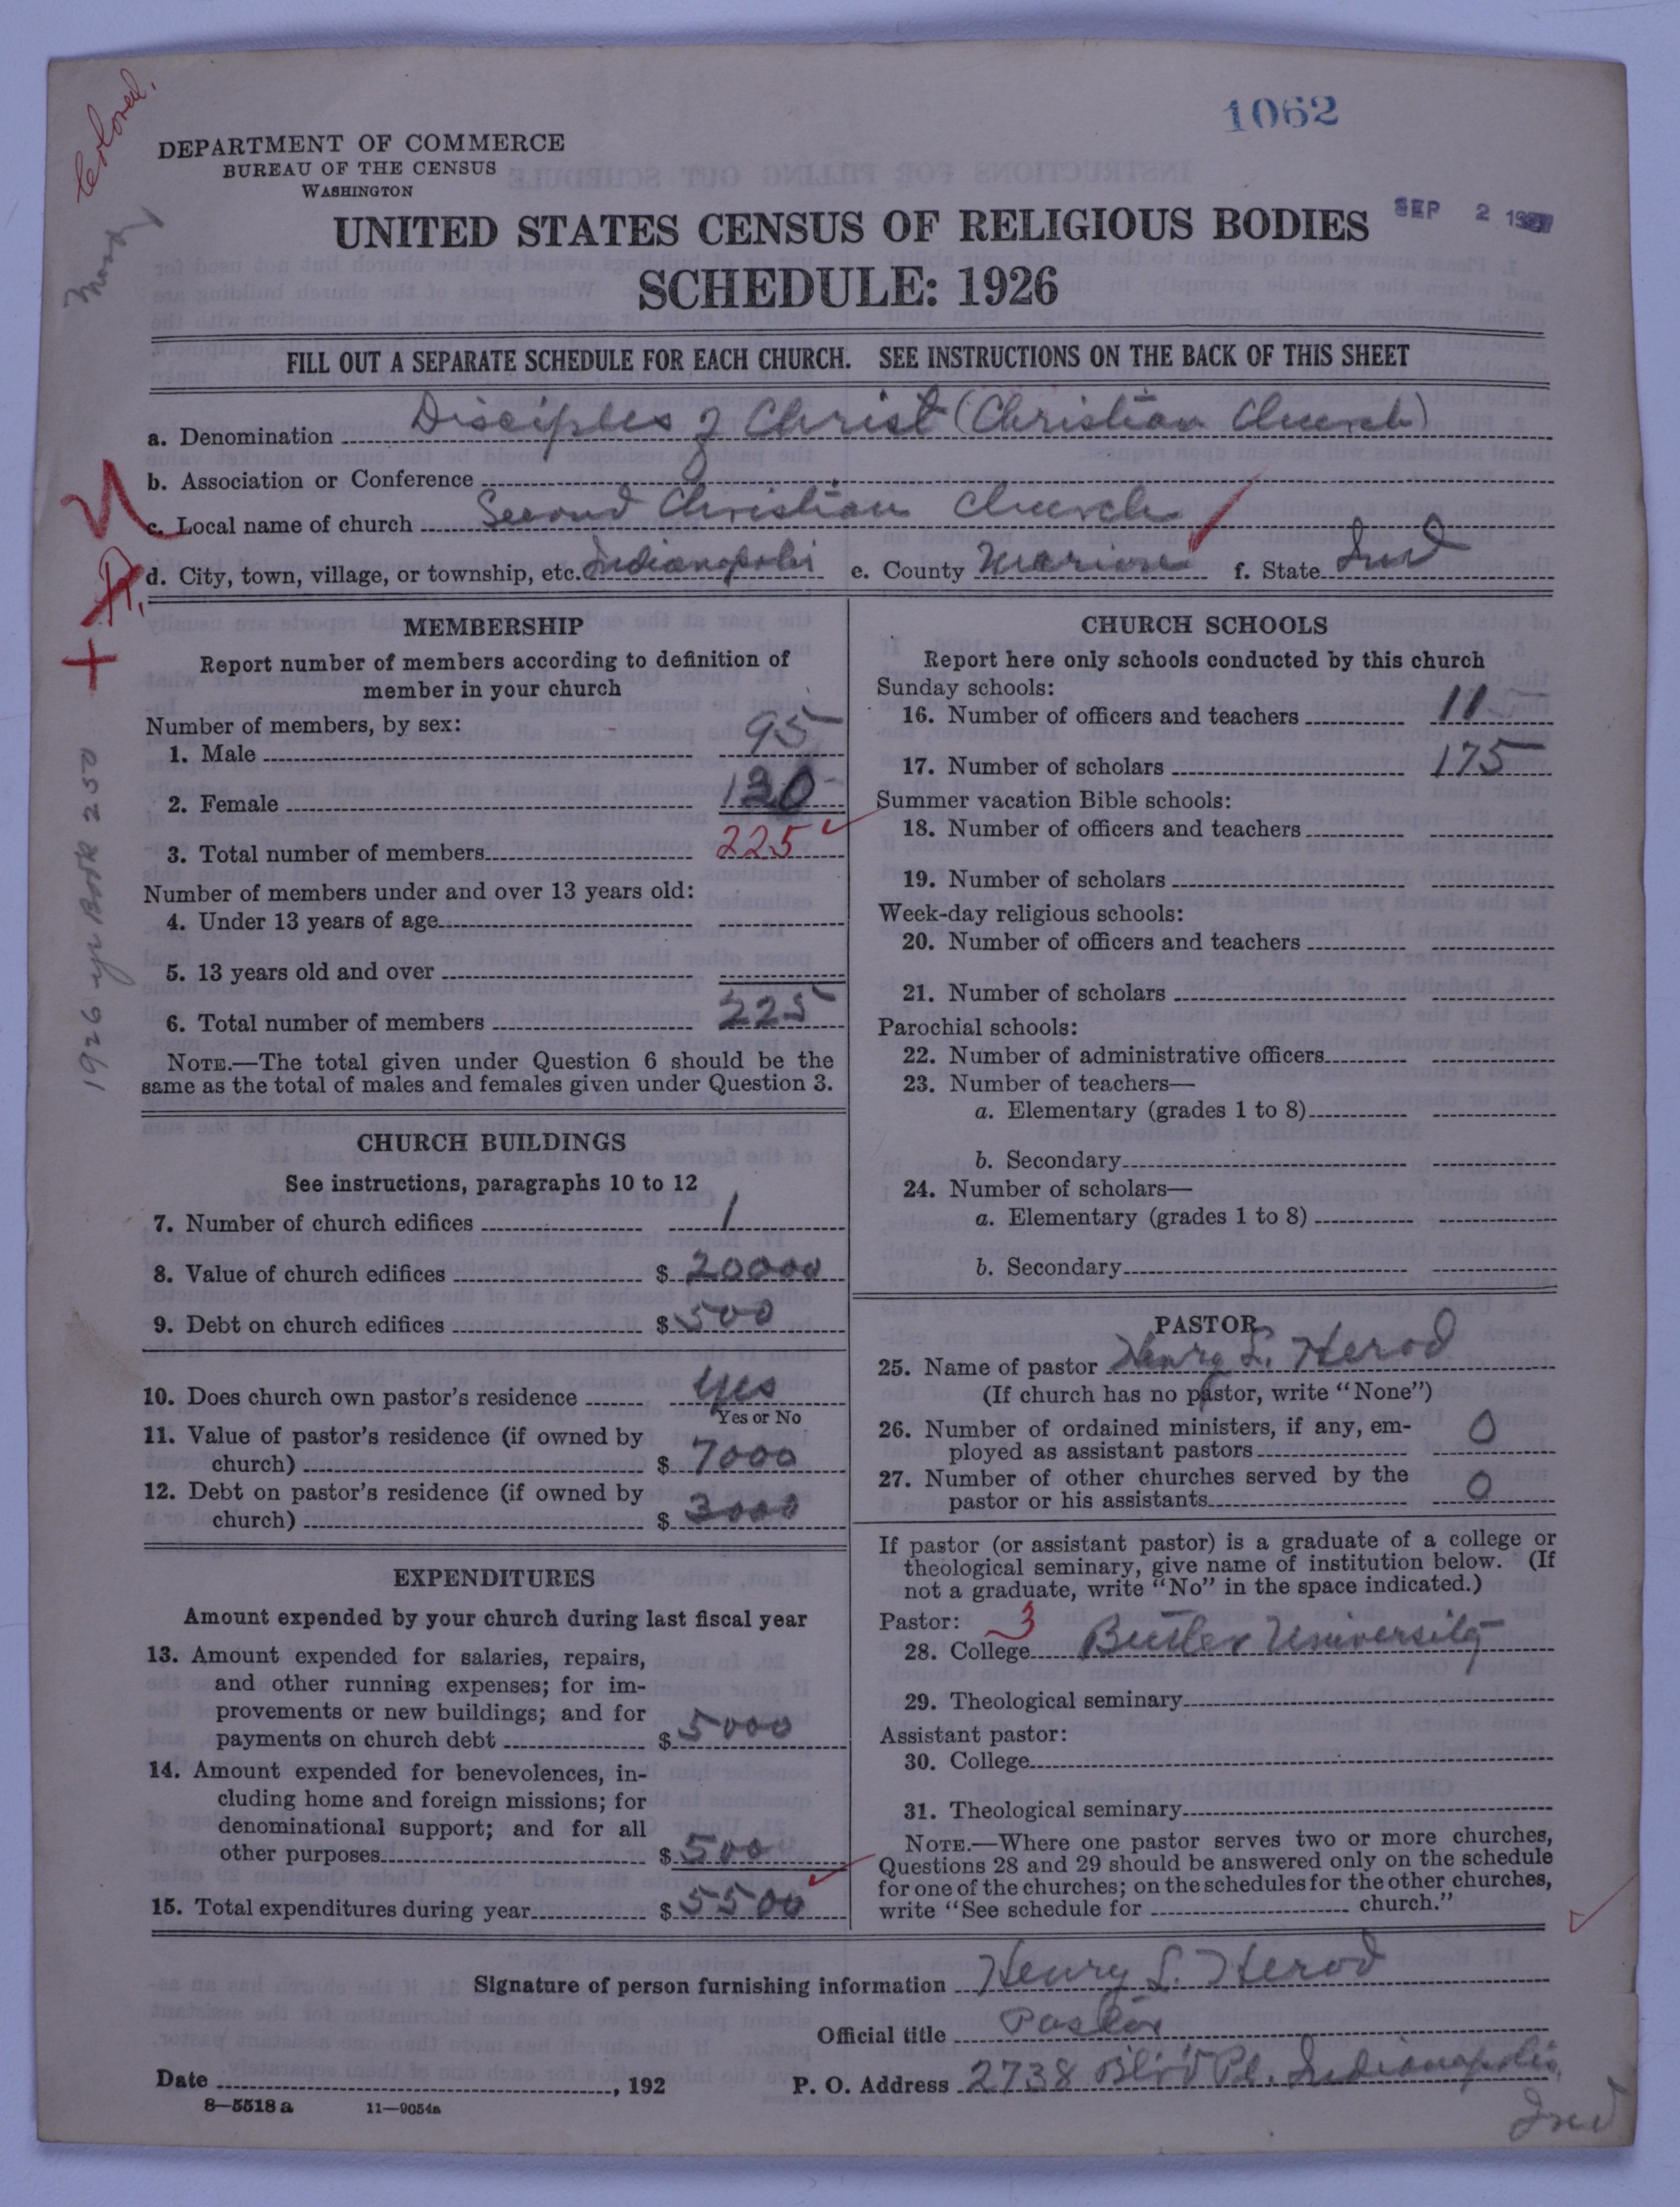 Colored.
1062
DEPARTMENT OF COMMERCE
BUREAU OF THE CENSUS
WASHINGTON
SEP 2 1927
UNITED STATES CENSUS OF RELIGIOUS BODIES
SCHEDULE: 1926
FILL OUT A SEPARATE SCHEDULE FOR EACH CHURCH. SEE INSTRUCTIONS ON THE BACK OF THIS SHEET
a. Denomination Disciples of Christ (Christian Church)
b. Association or Conference
c. Local name of church Second Christian Church
d. City, town, village, or township, etc. Indianapolis e. County Marion f. State Ind
1926 yr Book 250
MEMBERSHIP
Report number of members according to definition of
member in your church
Number of members, by sex:
1. Male 95
2. Female 130
3. Total number of members 225
Number of members under and over 13 years old:
4. Under 13 years of age
5. 13 years old and over
6. Total number of members 225
NOTE.—The total given under Question 6 should be the
same as the total of males and females given under Question 3.
CHURCH BUILDINGS
See instructions, paragraphs 10 to 12
7. Number of church edifices 1
8. Value of church edifices $ 20000
9. Debt on church edifices $ 500
10. Does church own pastor's residence Yes
Yes or No
11. Value of pastor's residence (if owned by
church) $ 7000
12. Debt on pastor's residence (if owned by
church) $ 3000
EXPENDITURES
Amount expended by your church during last fiscal year
13. Amount expended for salaries, repairs,
and other running expenses; for im-
provements or new buildings; and for
payments on church debt $ 5000
14. Amount expended for benevolences, in-
cluding home and foreign missions; for
denominational support; and for all
other purposes $ 500
15. Total expenditures during year $ 5500
CHURCH SCHOOLS
Report here only schools conducted by this church
Sunday schools:
16. Number of officers and teachers 11
17. Number of scholars 175
Summer vacation Bible schools:
18. Number of officers and teachers
19. Number of scholars
Week-day religious schools:
20. Number of officers and teachers
21. Number of scholars
Parochial schools:
22. Number of administrative officers
23. Number of teachers—
a. Elementary (grades 1 to 8)
b. Secondary
24. Number of scholars—
a. Elementary (grades 1 to 8)
b. Secondary
PASTOR
25. Name of pastor Henry L. Herod
(If church has no pastor, write "None")
26. Number of ordained ministers, if any, em-
ployed as assistant pastors 0
27. Number of other churches served by the
pastor or his assistants 0
If pastor (or assistant pastor) is a graduate of a college or
theological seminary, give name of institution below. (If
not a graduate, write "No" in the space indicated.)
Pastor: 3
28. College Butler University
29. Theological seminary
Assistant pastor:
30. College
31. Theological seminary
NOTE.—Where one pastor serves two or more churches,
Questions 28 and 29 should be answered only on the schedule
for one of the churches; on the schedules for the other churches,
write "See schedule for church."
Signature of person furnishing information Henry L. Herod
Official title Pastor
Date , 192 P. O. Address 2738 Blvd Pl. Indianapolis,
Ind
8—5518 a 11—9054a